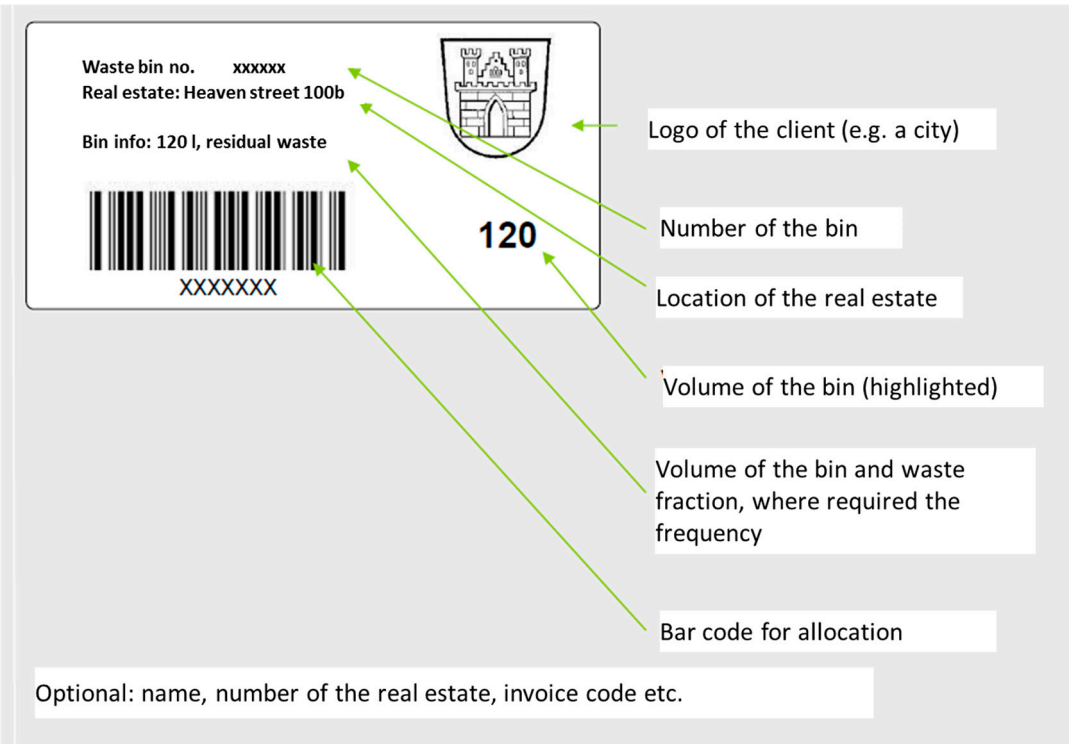 Waste bin no. xxxxxx
Real estate: Heaven street 100b
Bin info: 120 l, residual waste
XXXXXXX
120
Logo of the client (e.g. a city)
Number of the bin
Location of the real estate
Volume of the bin (highlighted)
Volume of the bin and waste
fraction, where required the
frequency
Bar code for allocation
Optional: name, number of the real estate, invoice code etc.